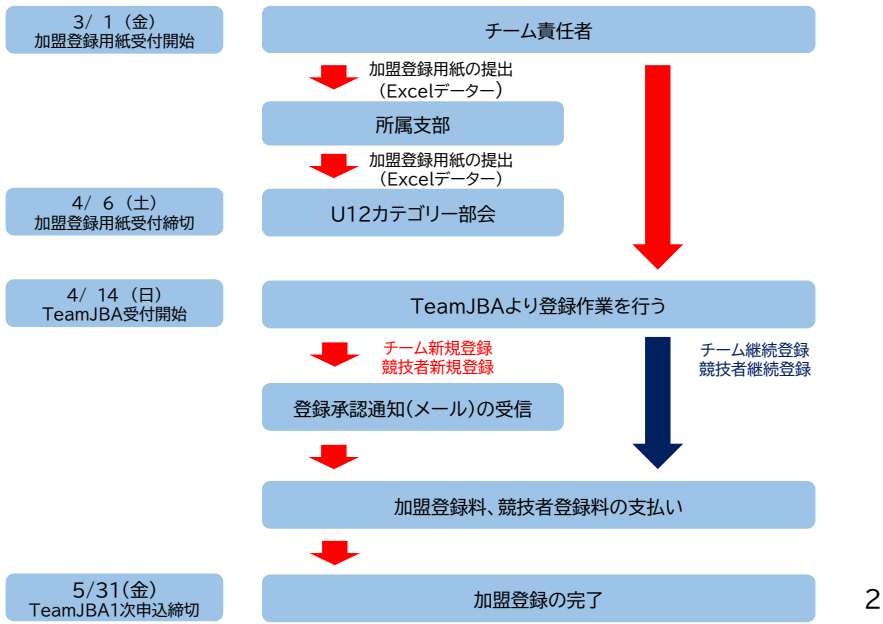 3/ 1 (金)
加盟登録用紙受付開始
チーム責任者
加盟登録用紙の提出
(Excelデーター)
所属支部
加盟登録用紙の提出
(Excelデーター)
4/ 6 (土)
加盟登録用紙受付締切
U12カテゴリー部会
4/ 14 (日)
TeamJBA受付開始
TeamJBAより登録作業を行う
チーム新規登録
競技者新規登録
チーム継続登録
競技者継続登録
登録承認通知(メール)の受信
加盟登録料、競技者登録料の支払い
5/31(金)
TeamJBA1次申込締切
加盟登録の完了
2